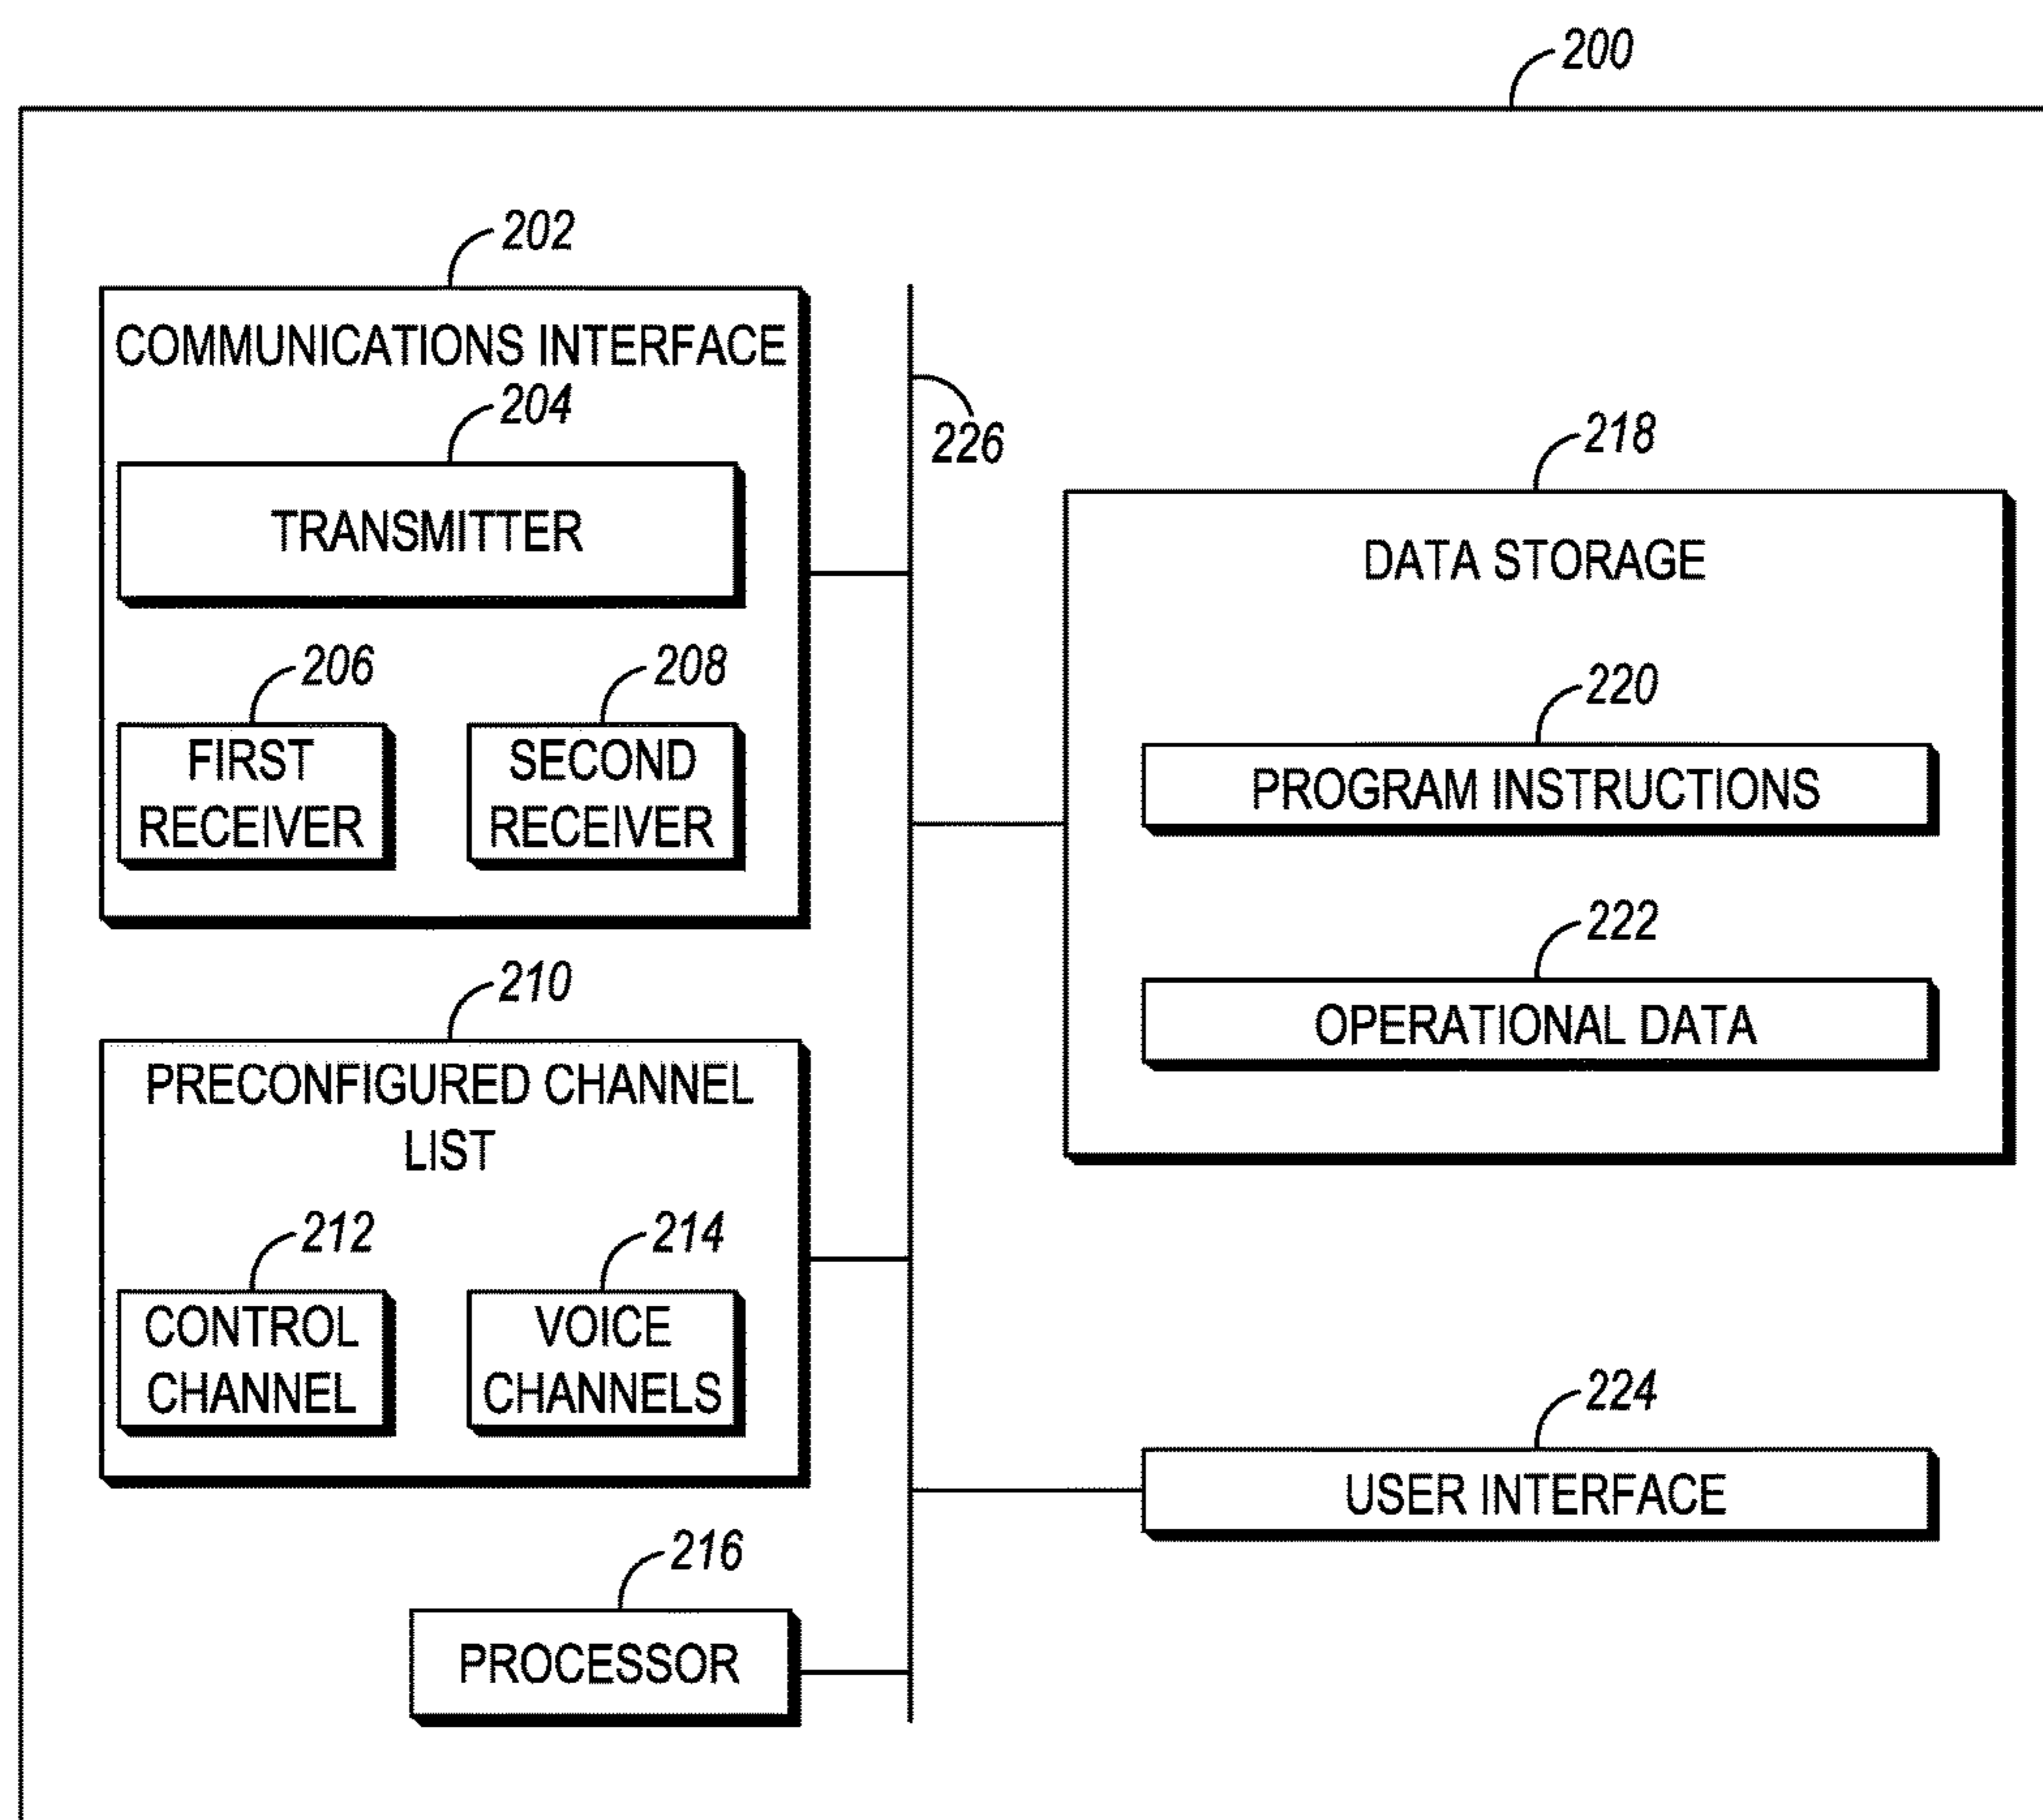 200
202
COMMUNICATIONS INTERFACE
204
TRANSMITTER
206
FIRST
RECEIVER
208
SECOND
RECEIVER
210
PRECONFIGURED CHANNEL
LIST
212
CONTROL
CHANNEL
214
VOICE
CHANNELS
216
PROCESSOR
226
218
DATA STORAGE
220
PROGRAM INSTRUCTIONS
222
OPERATIONAL DATA
224
USER INTERFACE